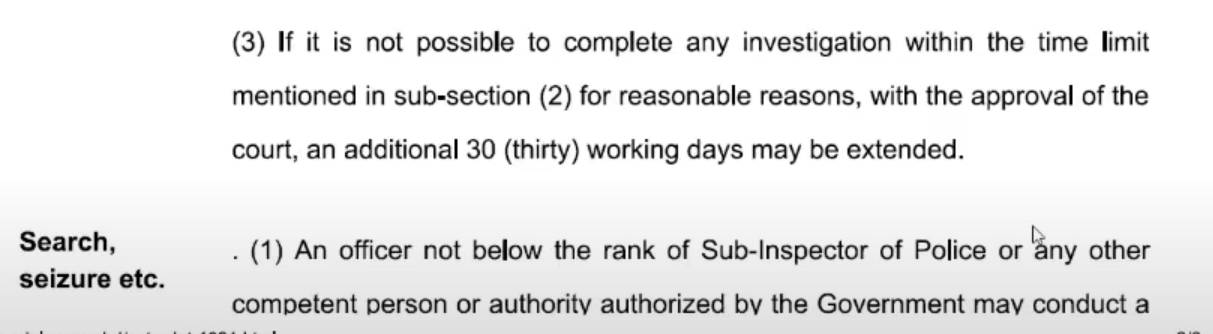 (3) If it is not possible to complete any investigation within the time limit
mentioned in sub-section (2) for reasonable reasons, with the approval of the
court, an additional 30 (thirty) working days may be extended.
Search,
seizure etc.
. (1) An officer not below the rank of Sub-Inspector of Police or any other
competent person or authority authorized by the Government may conduct a